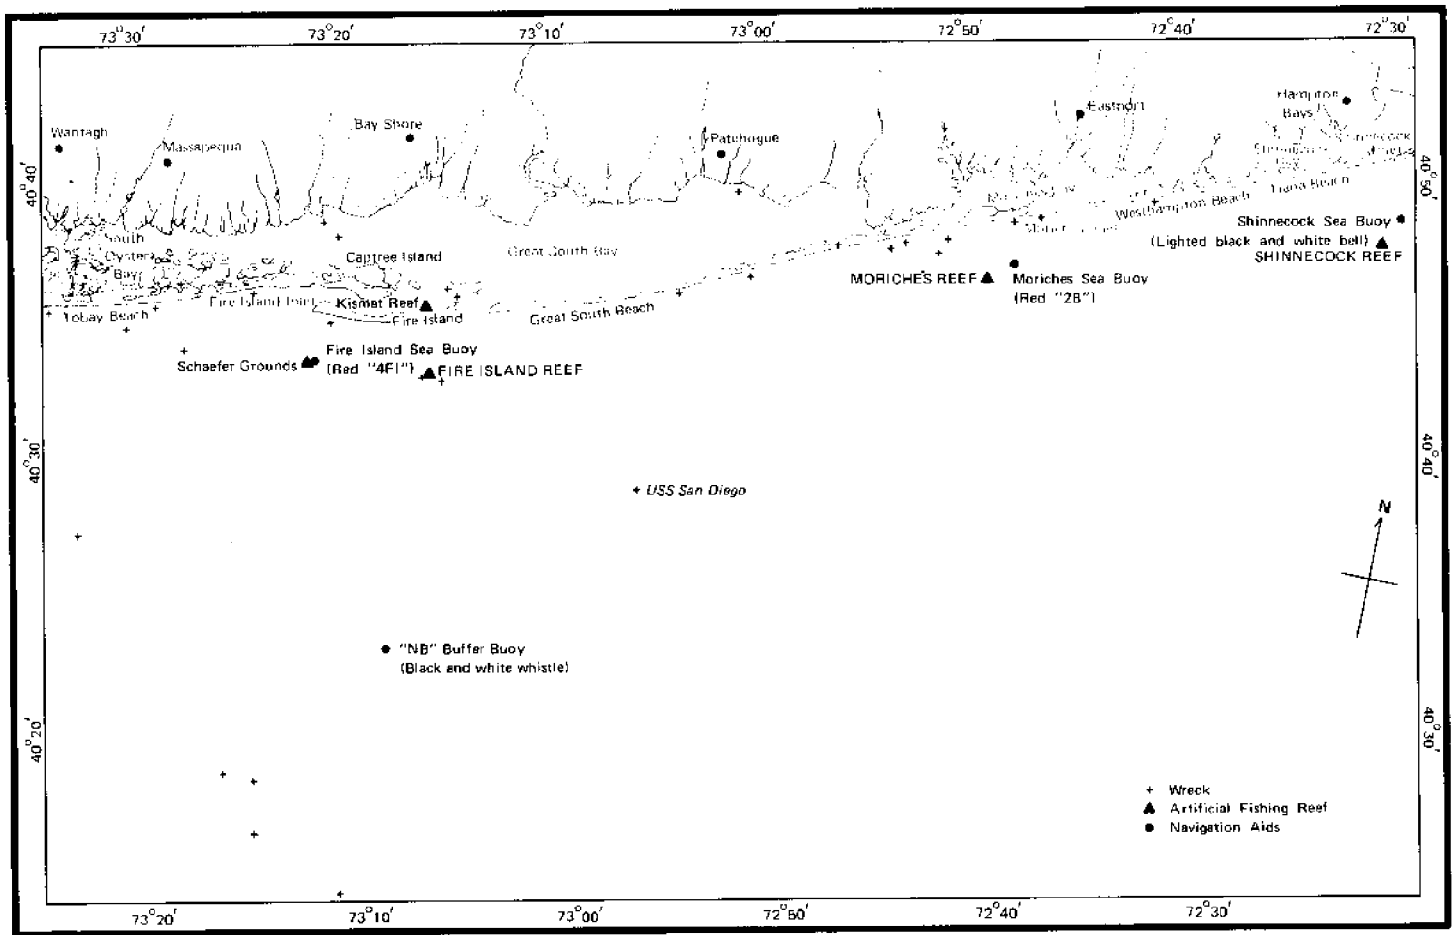 73°30′ 73°20′ 73°10′ 73°00′ 72°50′ 72°40′ 72°30′
Wantagh
Massapequa
Bay Shore
Patchogue
Eastport
Hampton
Bays
40°40′
40°50′
South
Oyster
Bay
Captree Island
Great South Bay
Westhampton Beach
Tiana Beach
Shinnecock Sea Buoy
(Lighted black and white bell)
SHINNECOCK REEF
MORICHES REEF
Moriches Sea Buoy
(Red "2B")
Tobay Beach
Fire Island Inlet
Kismet Reef
Fire Island
Great South Beach
Schaefer Grounds
Fire Island Sea Buoy
(Red "4FI")
FIRE ISLAND REEF
40°30′
40°40′
USS San Diego
N
"NB" Buffer Buoy
(Black and white whistle)
40°20′
40°30′
Wreck
Artificial Fishing Reef
Navigation Aids
73°20′ 73°10′ 73°00′ 72°50′ 72°40′ 72°30′